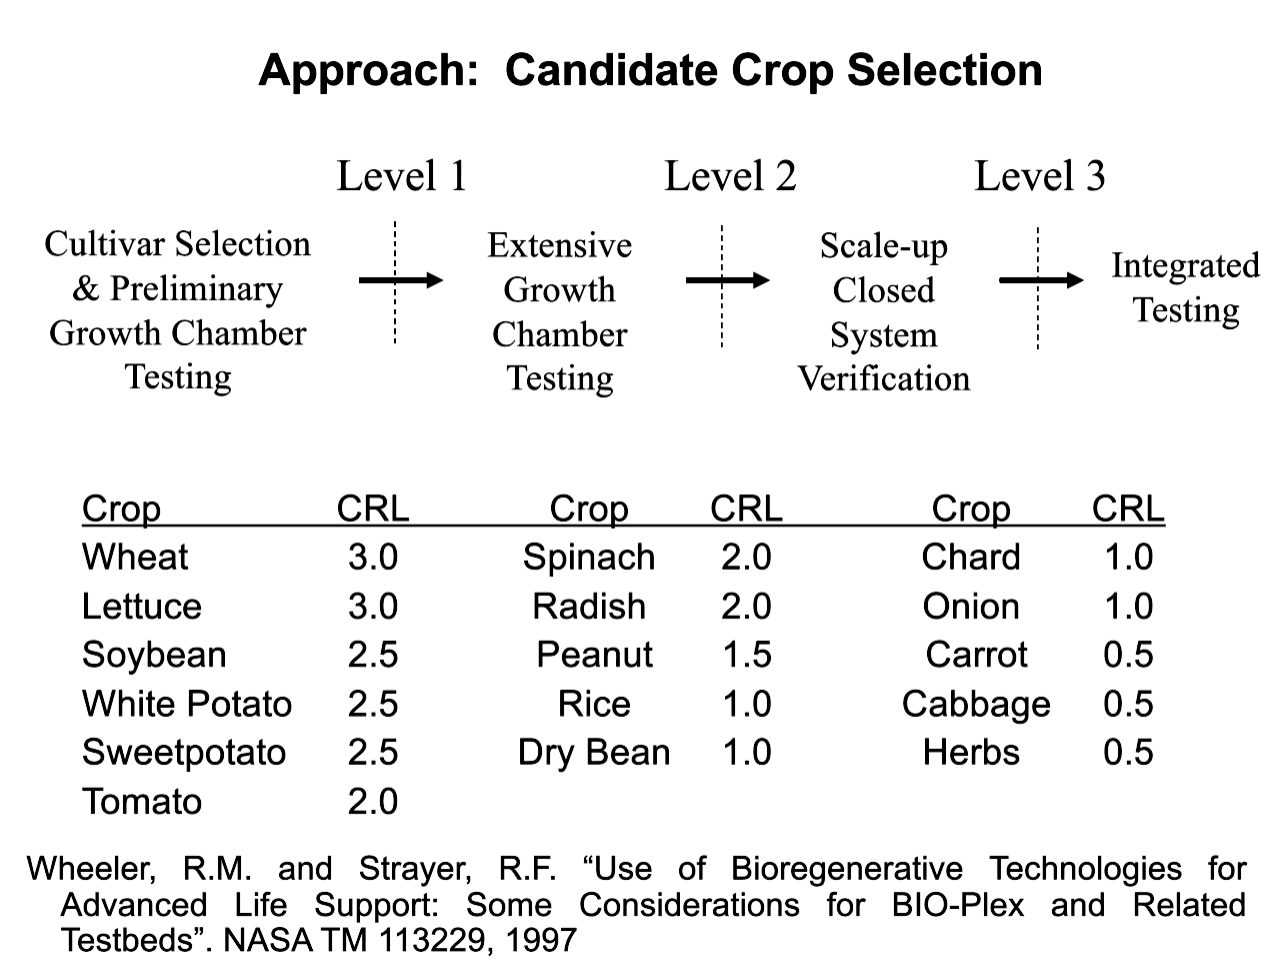 Approach: Candidate Crop Selection
Level 1 Level 2 Level 3
Cultivar Selection
& Preliminary
Growth Chamber
Testing
Extensive
Growth
Chamber
Testing
Scale-up
Closed
System
Verification
Integrated
Testing
Crop CRL Crop CRL Crop CRL
Wheat 3.0 Spinach 2.0 Chard 1.0
Lettuce 3.0 Radish 2.0 Onion 1.0
Soybean 2.5 Peanut 1.5 Carrot 0.5
White Potato 2.5 Rice 1.0 Cabbage 0.5
Sweetpotato 2.5 Dry Bean 1.0 Herbs 0.5
Tomato 2.0
Wheeler, R.M. and Strayer, R.F. “Use of Bioregenerative Technologies for
Advanced Life Support: Some Considerations for BIO-Plex and Related
Testbeds”. NASA TM 113229, 1997